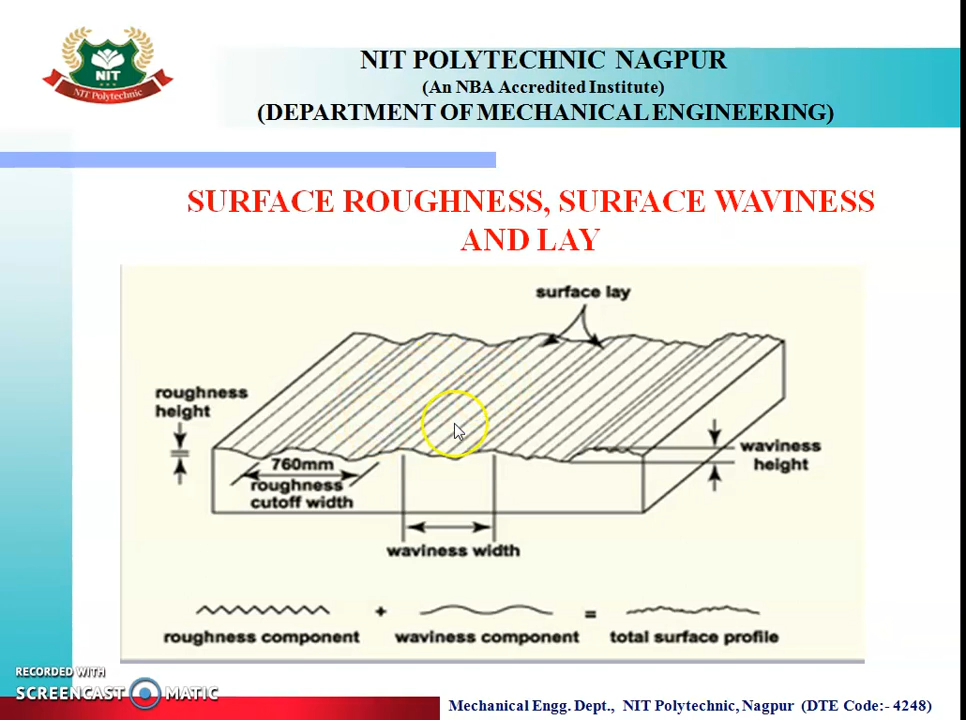 NIT
NIT Polytechnic
NIT POLYTECHNIC NAGPUR
(An NBA Accredited Institute)
(DEPARTMENT OF MECHANICAL ENGINEERING)
SURFACE ROUGHNESS, SURFACE WAVINESS
AND LAY
surface lay
roughness
height
760mm
roughness
cutoff width
waviness
height
waviness width
+
=
roughness component
waviness component
total surface profile
RECORDED WITH
SCREENCAST MATIC
Mechanical Engg. Dept., NIT Polytechnic, Nagpur (DTE Code:- 4248)